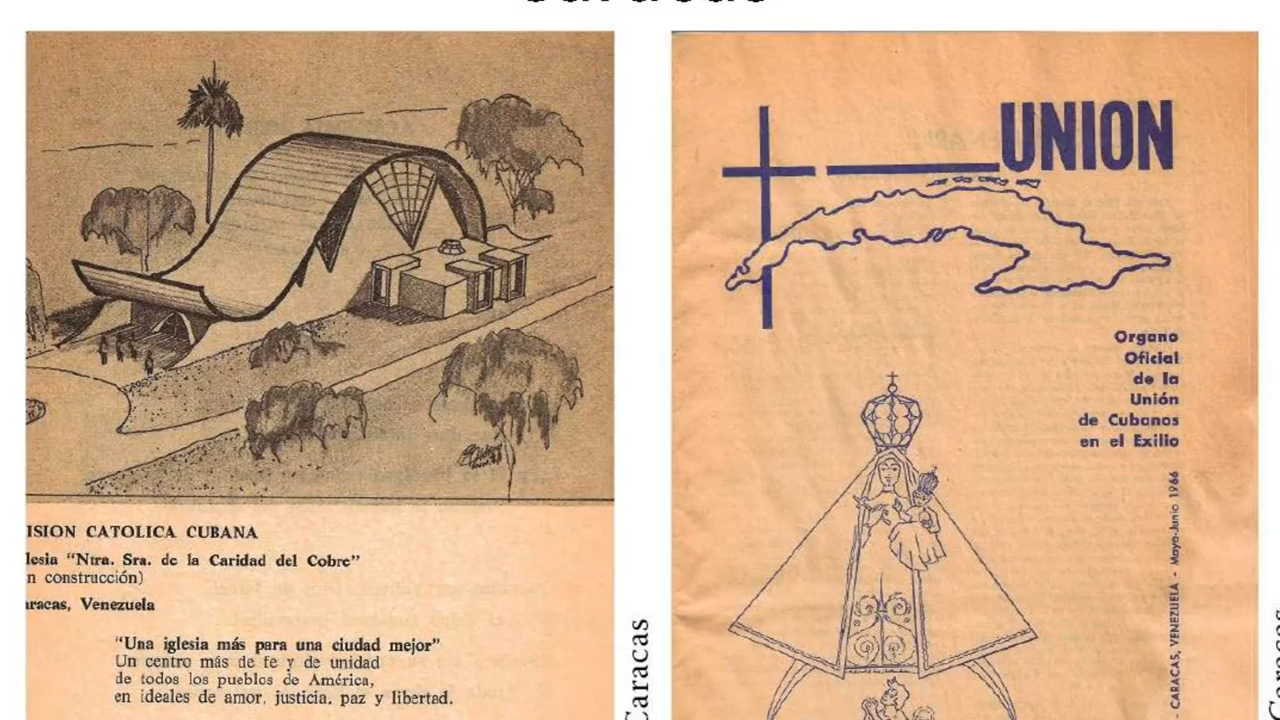 ISION CATOLICA CUBANA
lesia "Ntra. Sra. de la Caridad del Cobre"
n construcción)
aracas, Venezuela
"Una iglesia más para una ciudad mejor"
Un centro más de fe y de unidad
de todos los pueblos de América,
en ideales de amor, justicia, paz y libertad.
Caracas
UNION
Organo
Oficial
de la
Unión
de Cubanos
en el Exilio
- CARACAS, VENEZUELA - Mayo-Junio 1966
Caracas